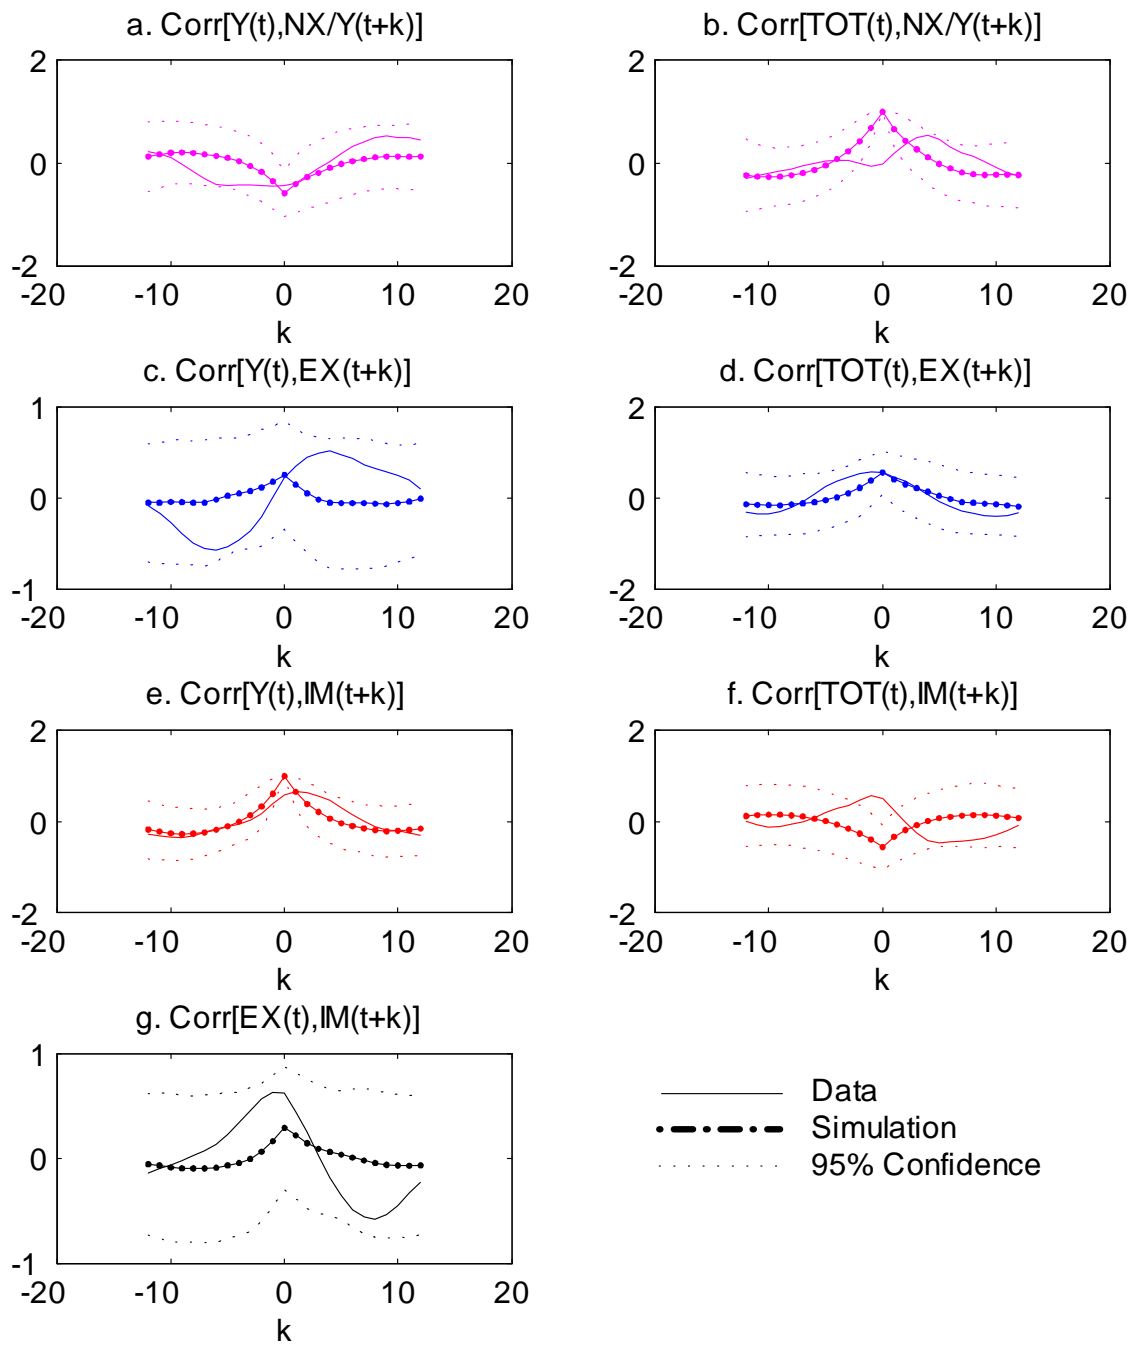 a. Corr[Y(t),NX/Y(t+k)]
2
0
-2
-20 -10 0 10 20
k
b. Corr[TOT(t),NX/Y(t+k)]
2
0
-2
-20 -10 0 10 20
k
c. Corr[Y(t),EX(t+k)]
1
0
-1
-20 -10 0 10 20
k
d. Corr[TOT(t),EX(t+k)]
2
0
-2
-20 -10 0 10 20
k
e. Corr[Y(t),IM(t+k)]
2
0
-2
-20 -10 0 10 20
k
f. Corr[TOT(t),IM(t+k)]
2
0
-2
-20 -10 0 10 20
k
g. Corr[EX(t),IM(t+k)]
1
0
-1
-20 -10 0 10 20
k
Data
Simulation
95% Confidence